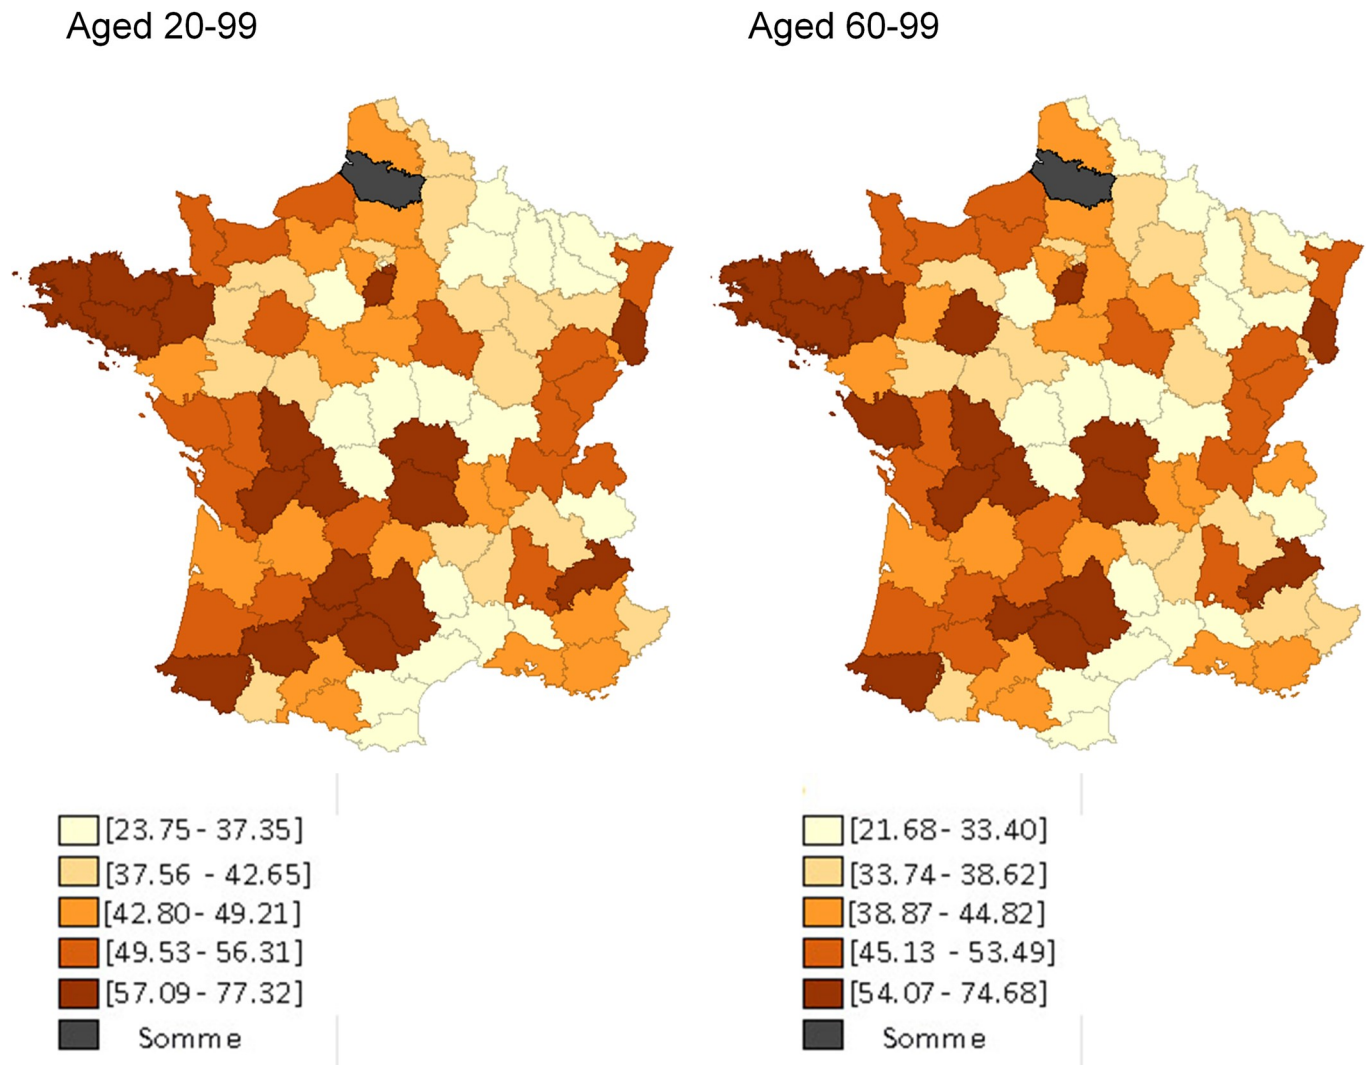 Aged 20-99
Aged 60-99
[23.75 - 37.35]
[37.56 - 42.65]
[42.80 - 49.21]
[49.53 - 56.31]
[57.09 - 77.32]
Somme
[21.68 - 33.40]
[33.74 - 38.62]
[38.87 - 44.82]
[45.13 - 53.49]
[54.07 - 74.68]
Somme